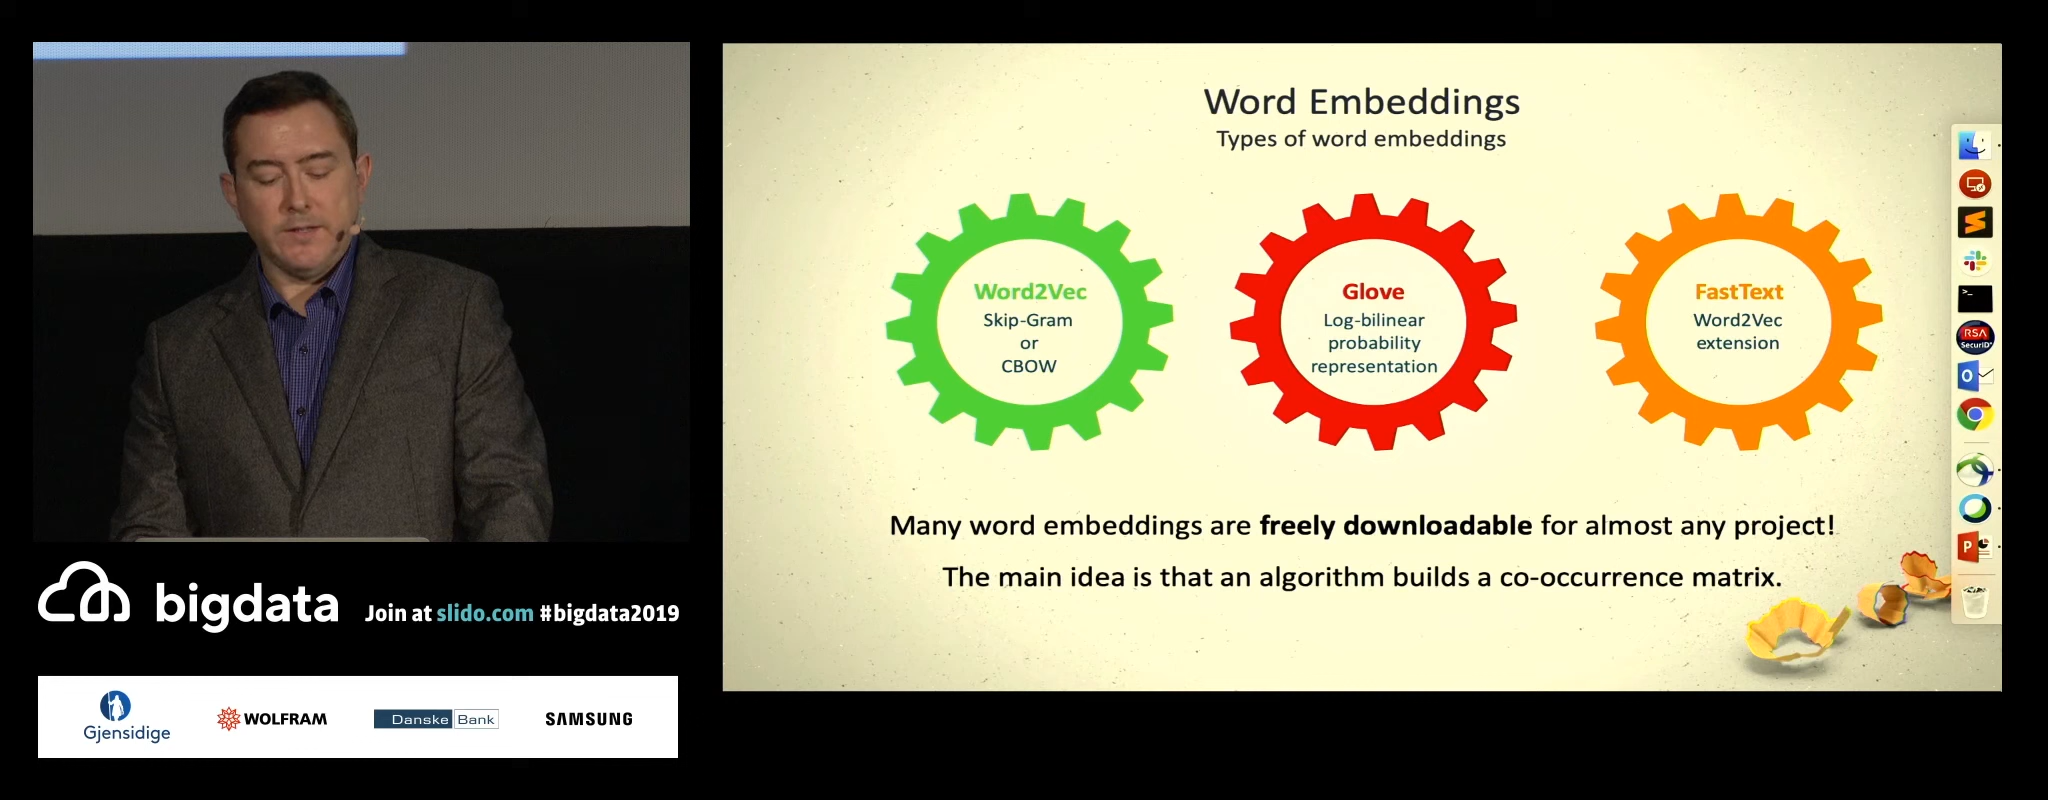 Word Embeddings
Types of word embeddings
Word2Vec
Skip-Gram
or
CBOW
Glove
Log-bilinear
probability
representation
FastText
Word2Vec
extension
Many word embeddings are freely downloadable for almost any project!
The main idea is that an algorithm builds a co-occurrence matrix.
>_
RSA
SecurID
O
P
bigdata
Join at slido.com #bigdata2019
Gjensidige
WOLFRAM
Danske Bank
SAMSUNG